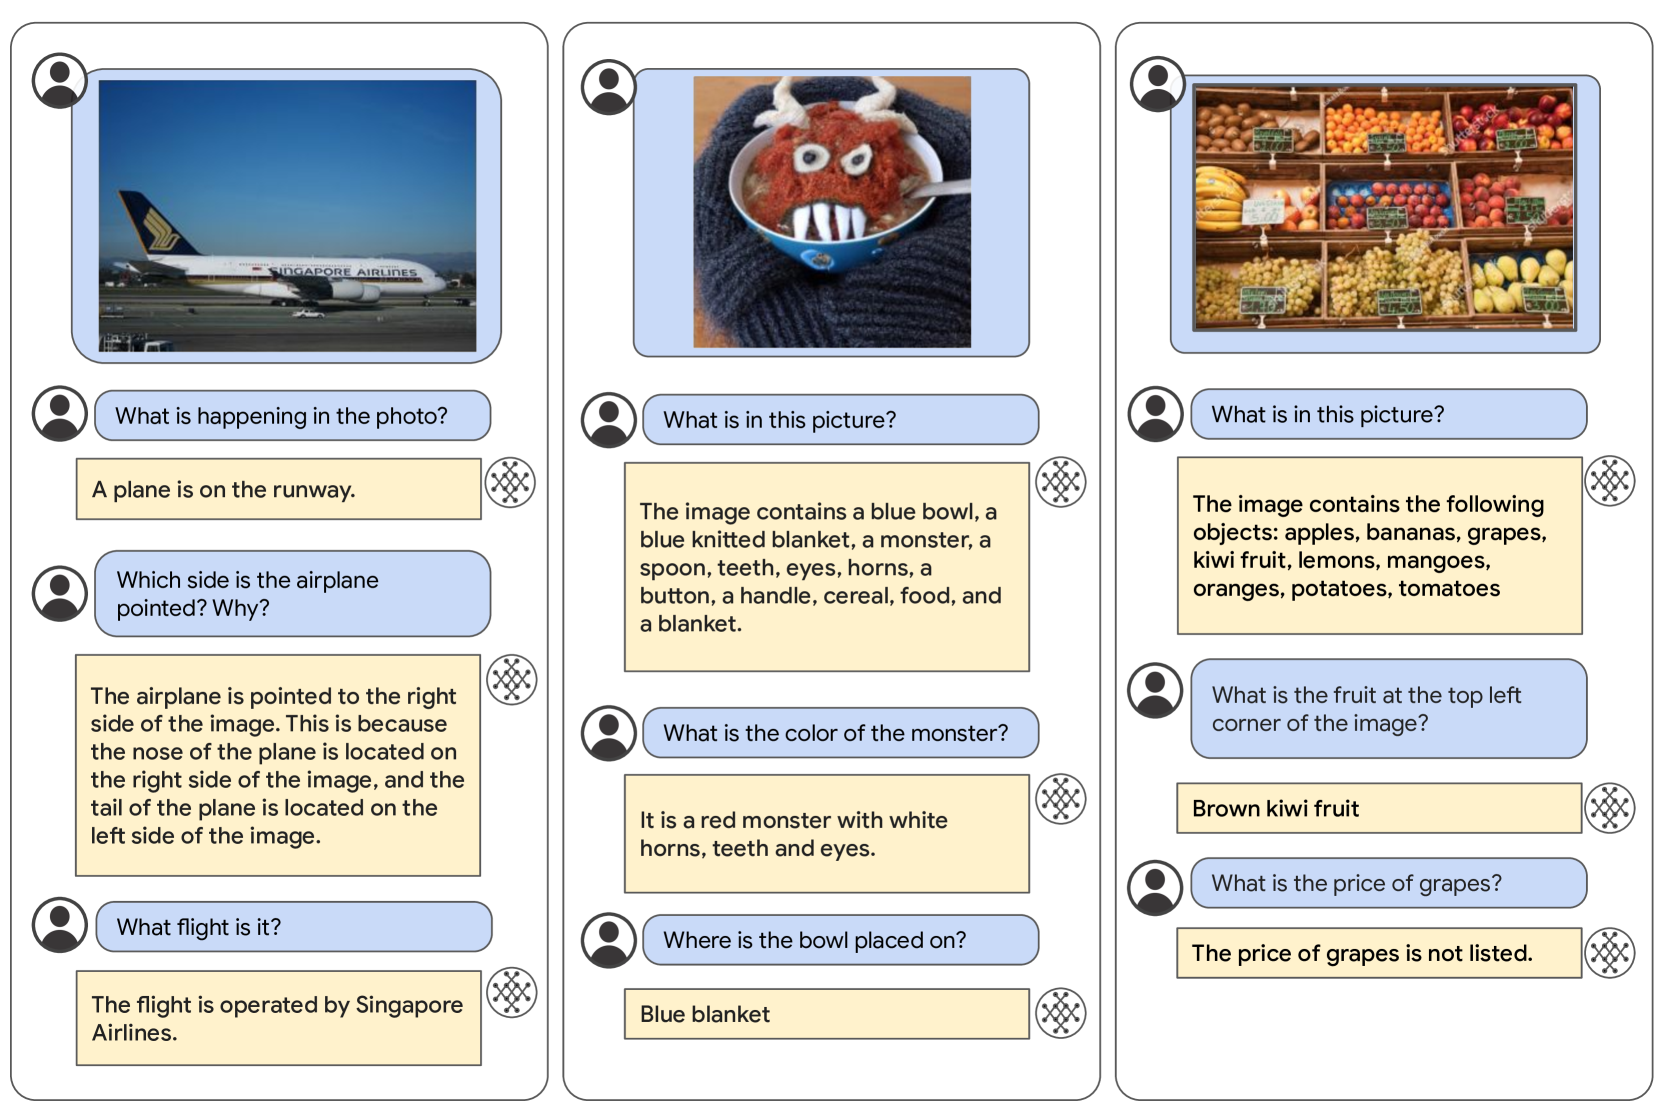 SINGAPORE AIRLINES
What is happening in the photo?
A plane is on the runway.
Which side is the airplane
pointed? Why?
The airplane is pointed to the right
side of the image. This is because
the nose of the plane is located on
the right side of the image, and the
tail of the plane is located on the
left side of the image.
What flight is it?
The flight is operated by Singapore
Airlines.
What is in this picture?
The image contains a blue bowl, a
blue knitted blanket, a monster, a
spoon, teeth, eyes, horns, a
button, a handle, cereal, food, and
a blanket.
What is the color of the monster?
It is a red monster with white
horns, teeth and eyes.
Where is the bowl placed on?
Blue blanket
What is in this picture?
The image contains the following
objects: apples, bananas, grapes,
kiwi fruit, lemons, mangoes,
oranges, potatoes, tomatoes
What is the fruit at the top left
corner of the image?
Brown kiwi fruit
What is the price of grapes?
The price of grapes is not listed.